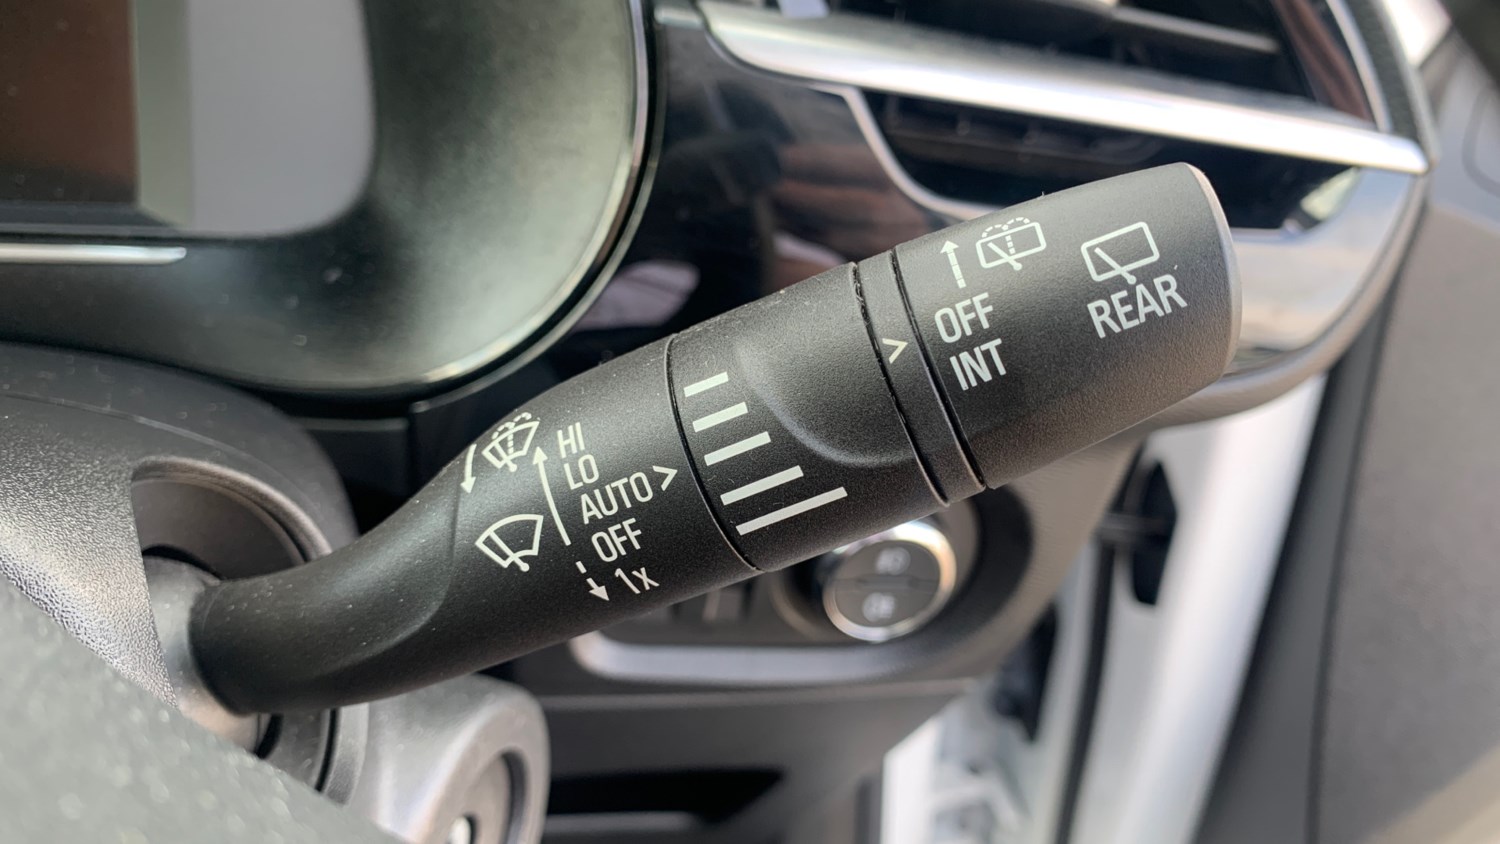 HI
LO
AUTO >
OFF
1x
>
OFF
INT
REAR